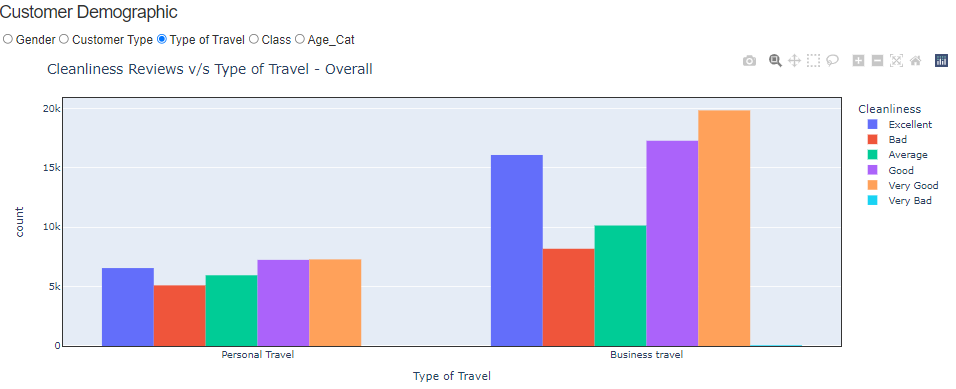 Customer Demographic
Gender Customer Type Type of Travel Class Age_Cat
Cleanliness Reviews v/s Type of Travel - Overall
20k
15k
10k
5k
0
count
Personal Travel Business travel
Type of Travel
Cleanliness
Excellent
Bad
Average
Good
Very Good
Very Bad